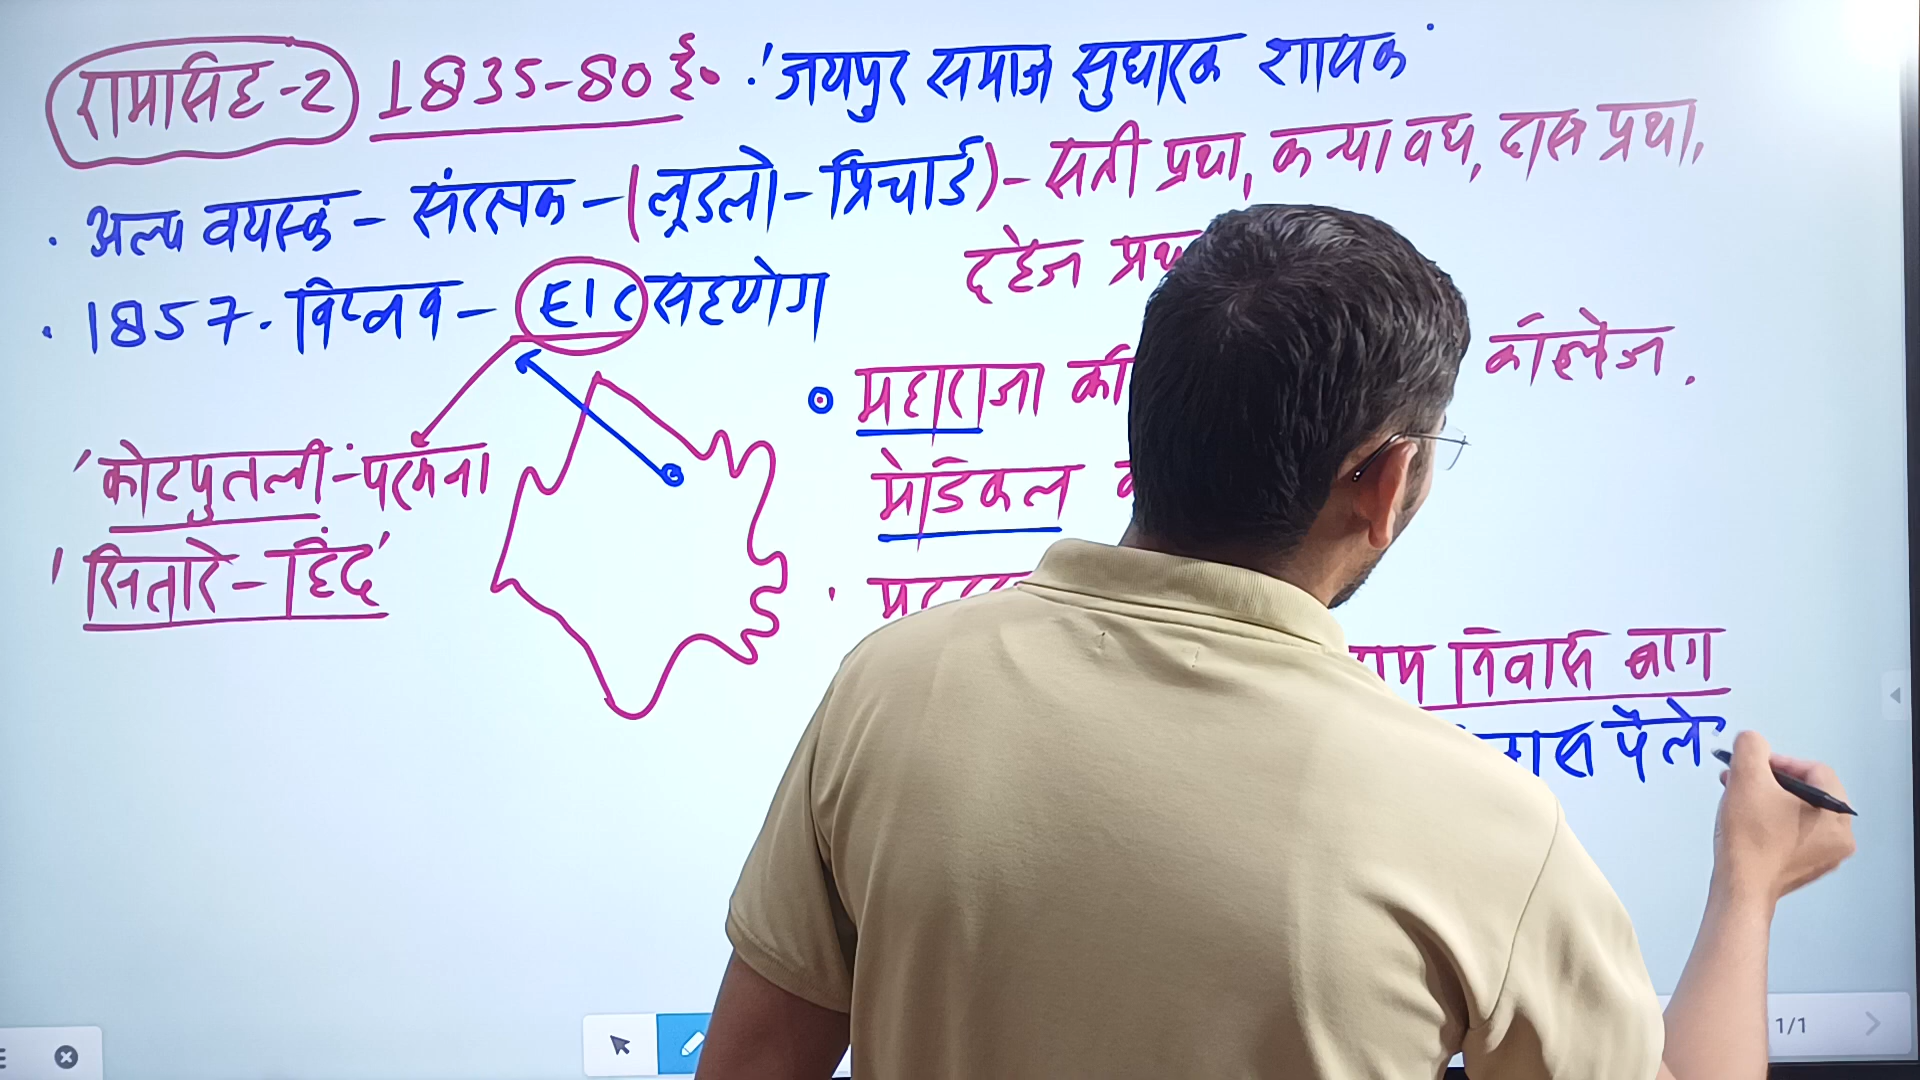 रामसिंह-2 1835-80 ई० . 'जयपुर समाज सुधारक शासक'
. अल्प वयस्क - संरक्षक - (लूडलो - प्रिचार्ड) - सती प्रथा, कन्या वध, दास प्रथा,
दहेज
. 1857. विप्लव - EIC सहयोग
महाराजा कॉलेज.
'कोटपुतली - परगना
मेडिकल
'सितारे - हिंद'
निवास बाग
पैले
1/1